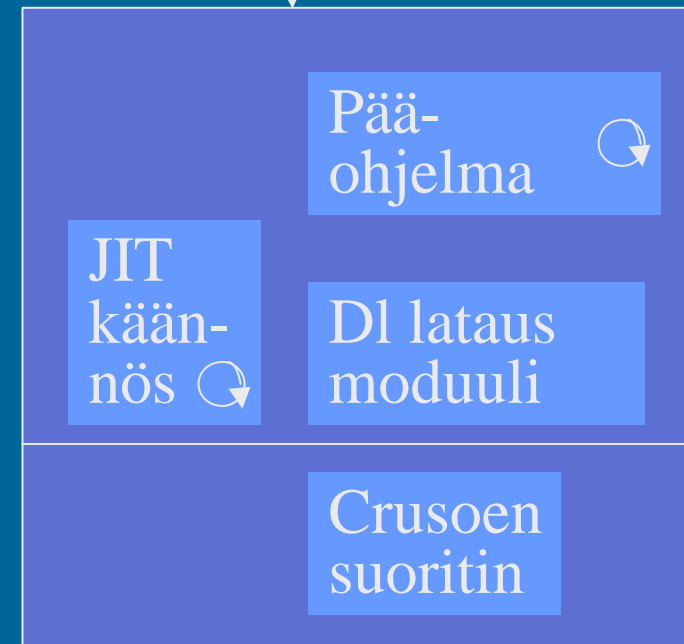 Pää-
ohjelma
JIT
kään-
nös
Dl lataus
moduuli
Crusoen
suoritin